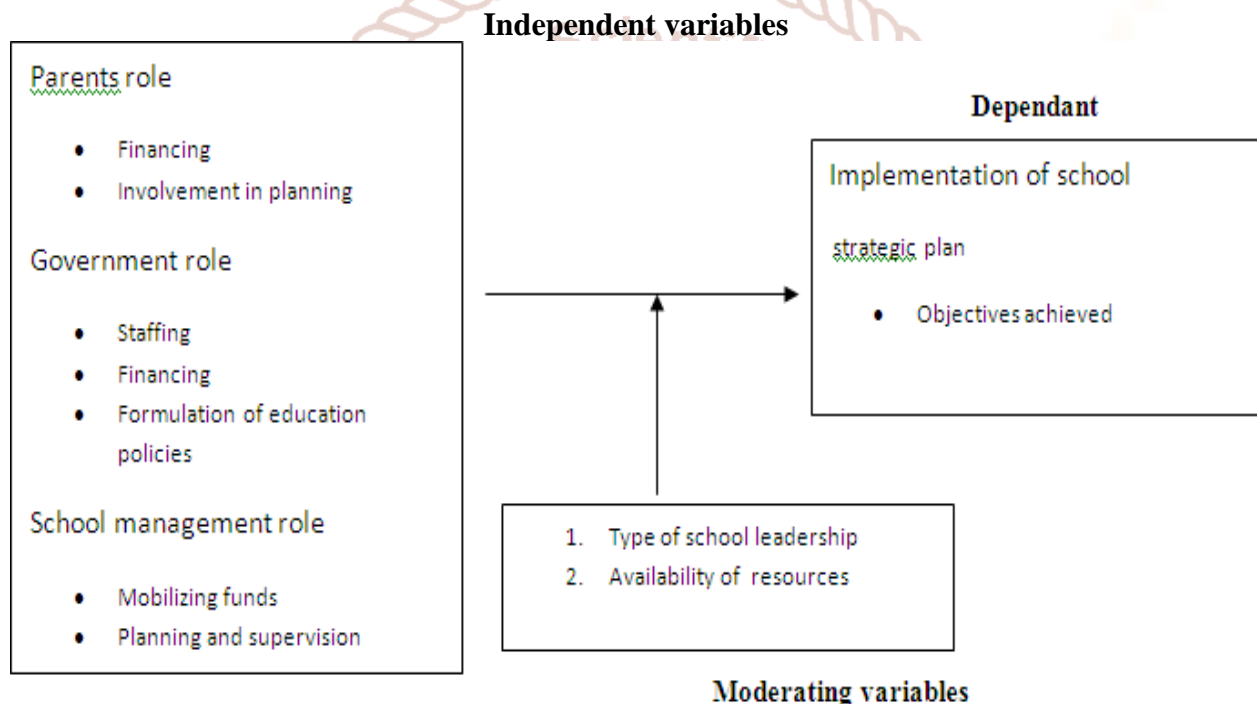 Independent variables
Parents role
• Financing
• Involvement in planning
Government role
• Staffing
• Financing
• Formulation of education
policies
School management role
• Mobilizing funds
• Planning and supervision
Dependant
Implementation of school
strategic plan
• Objectives achieved
1. Type of school leadership
2. Availability of resources
Moderating variables